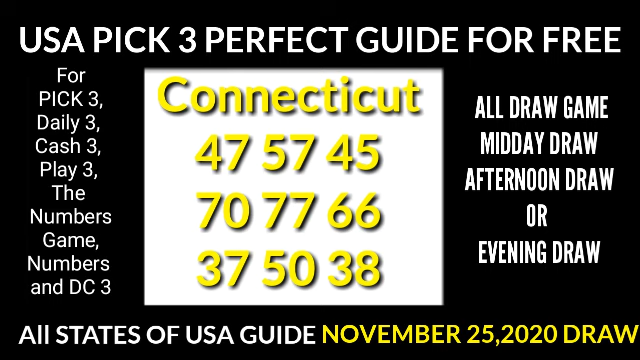 USA PICK 3 PERFECT GUIDE FOR FREE
For
PICK 3,
Daily 3,
Cash 3,
Play 3,
The
Numbers
Game,
Numbers
and DC 3
Connecticut
47 57 45
70 77 66
37 50 38
ALL DRAW GAME
MIDDAY DRAW
AFTERNOON DRAW
OR
EVENING DRAW
All STATES OF USA GUIDE NOVEMBER 25,2020 DRAW